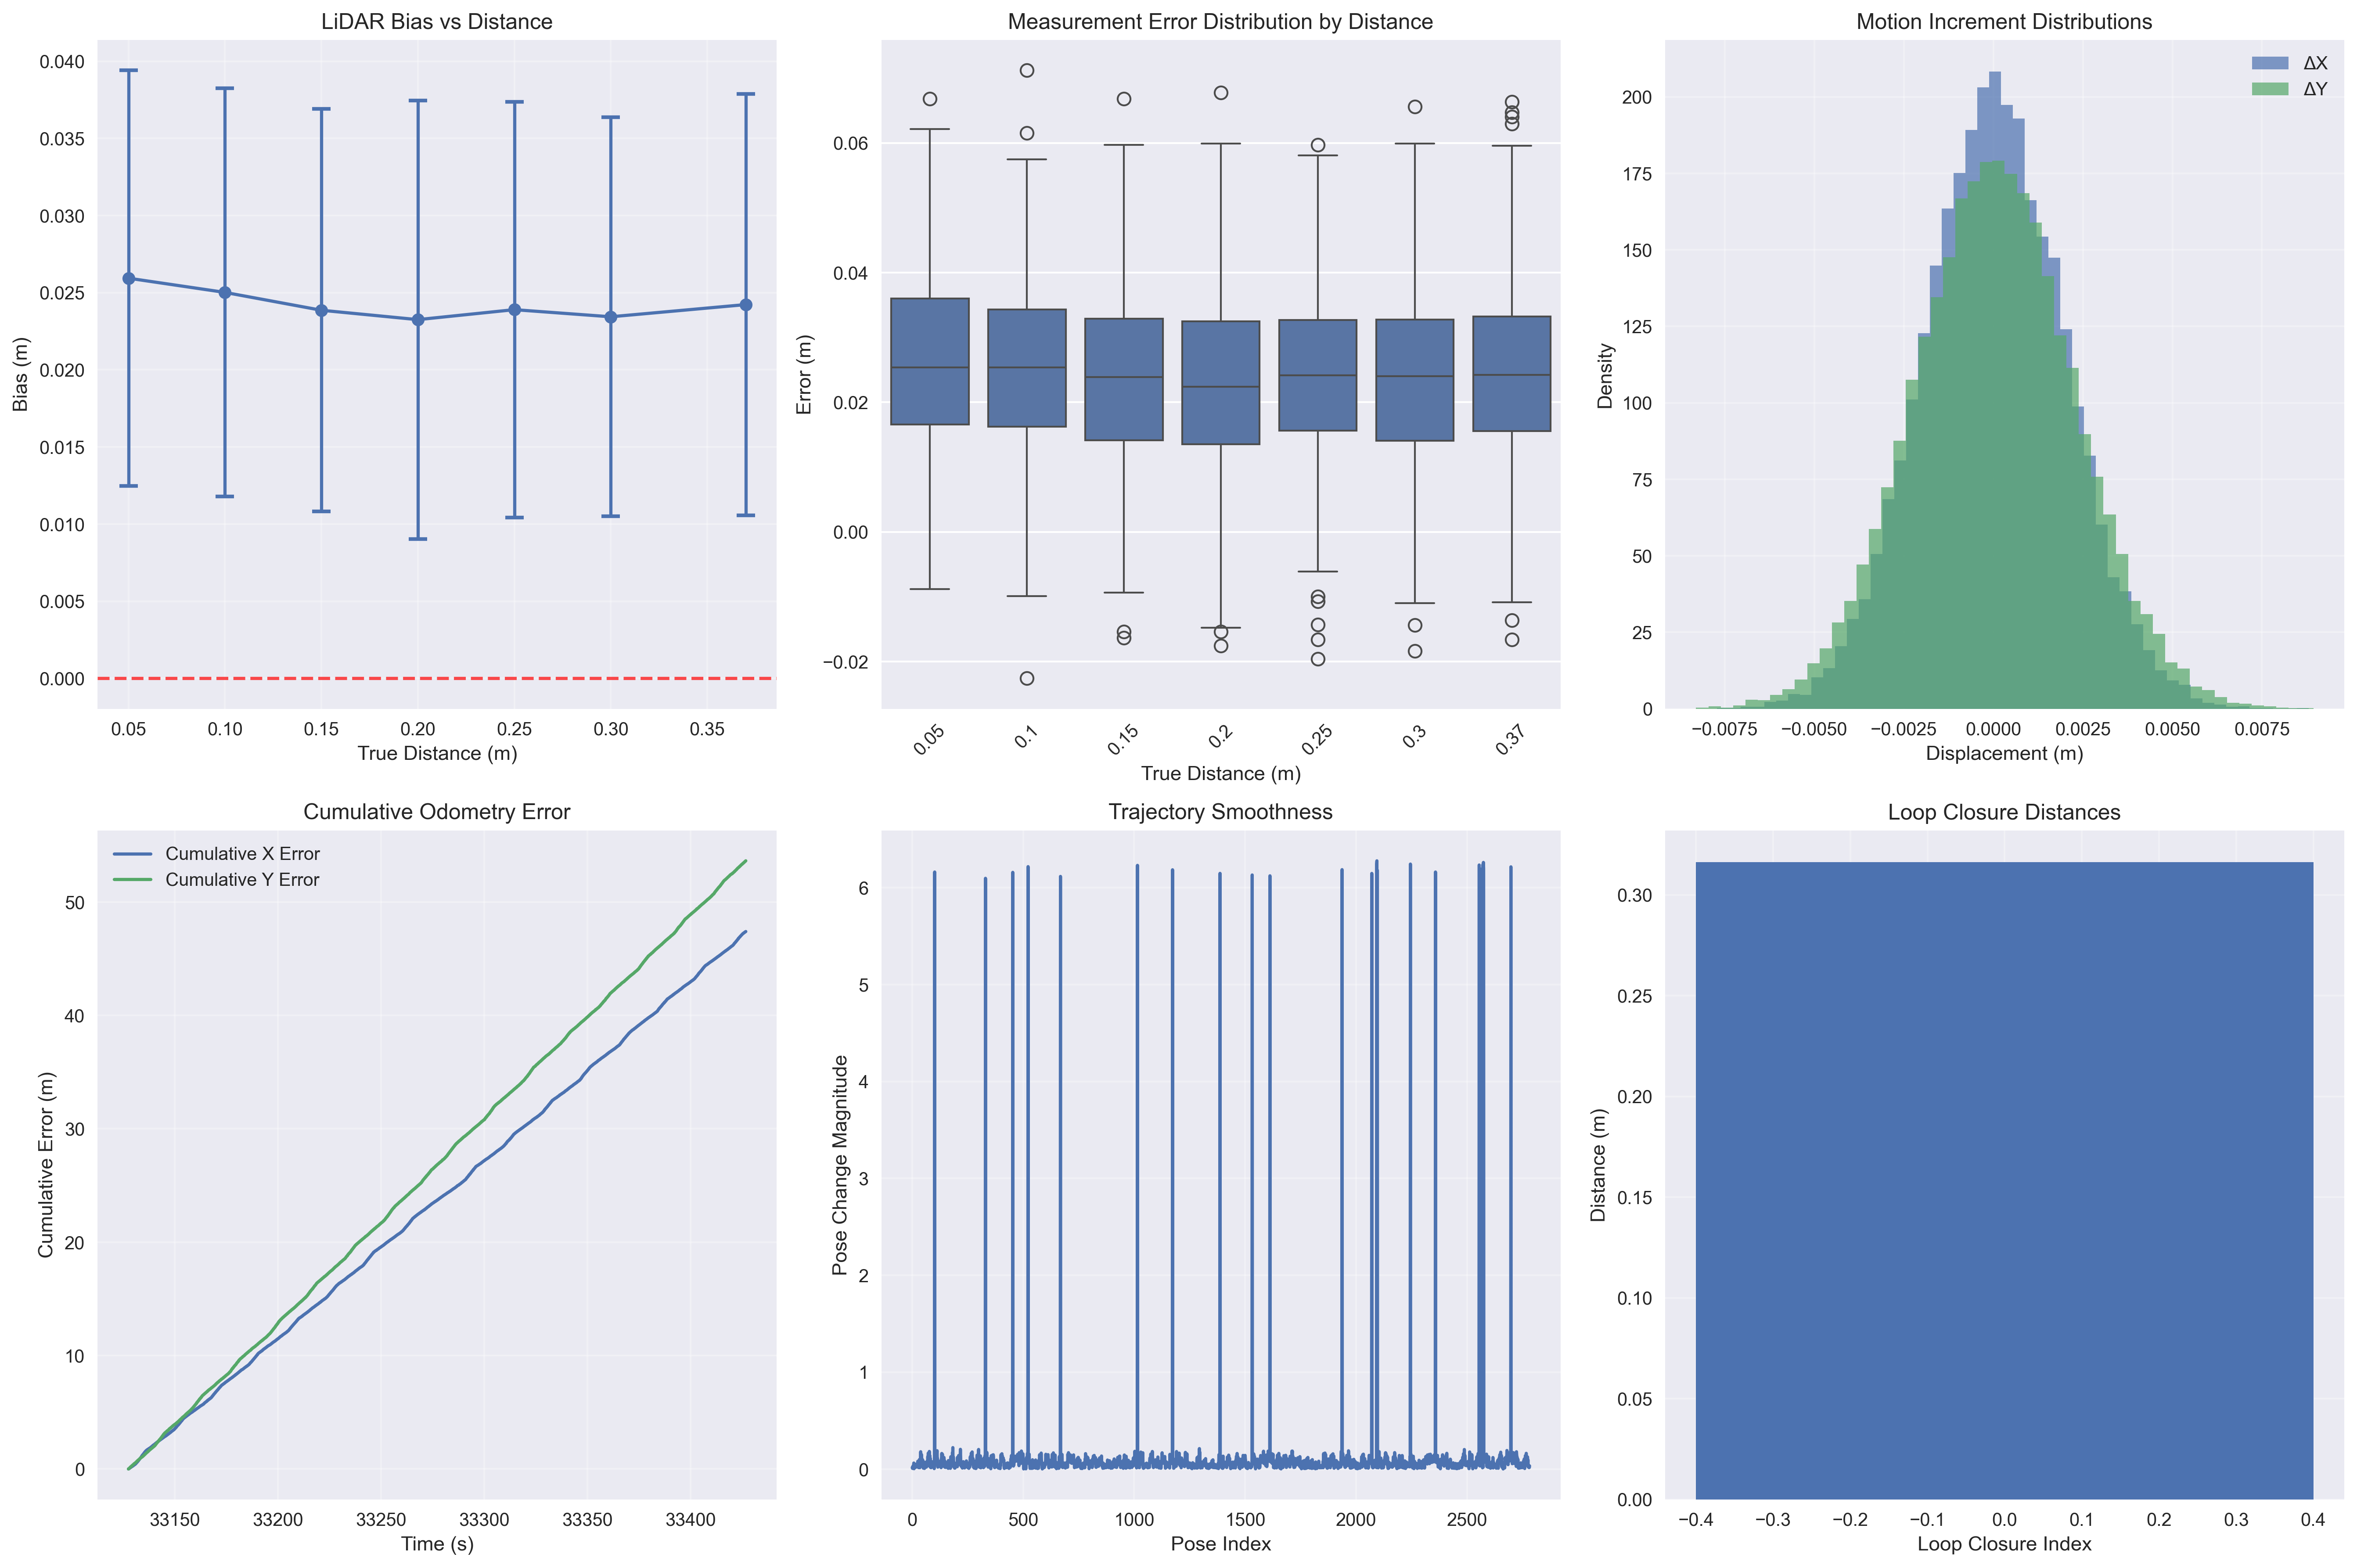 LiDAR Bias vs Distance
Bias (m)
0.040
0.035
0.030
0.025
0.020
0.015
0.010
0.005
0.000
0.05 0.10 0.15 0.20 0.25 0.30 0.35
True Distance (m)
Measurement Error Distribution by Distance
Error (m)
0.06
0.04
0.02
0.00
−0.02
0.05 0.1 0.15 0.2 0.25 0.3 0.37
True Distance (m)
Motion Increment Distributions
ΔX
ΔY
Density
200
175
150
125
100
75
50
25
0
−0.0075 −0.0050 −0.0025 0.0000 0.0025 0.0050 0.0075
Displacement (m)
Cumulative Odometry Error
Cumulative X Error
Cumulative Y Error
Cumulative Error (m)
50
40
30
20
10
0
33150 33200 33250 33300 33350 33400
Time (s)
Trajectory Smoothness
Pose Change Magnitude
6
5
4
3
2
1
0
0 500 1000 1500 2000 2500
Pose Index
Loop Closure Distances
Distance (m)
0.30
0.25
0.20
0.15
0.10
0.05
0.00
−0.4 −0.3 −0.2 −0.1 0.0 0.1 0.2 0.3 0.4
Loop Closure Index